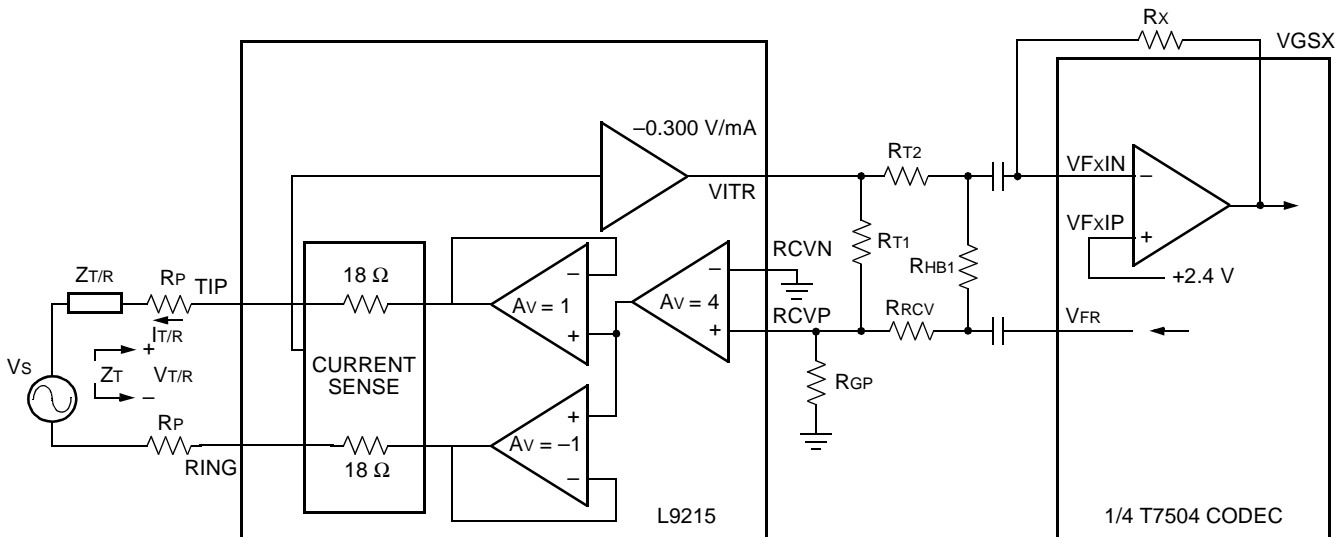 RX
VGSX
–0.300 V/mA
VITR
RT2
VFXIN
−
VFXIP
+
+2.4 V
RT1
RHB1
RCVN
RCVP
RRCV
VFR
RGP
ZT/R
RP
TIP
18 Ω
AV = 1
−
+
AV = 4
−
+
IT/R
+
VS
ZT
VT/R
−
CURRENT
SENSE
RP
RING
18 Ω
AV = –1
+
−
L9215
1/4 T7504 CODEC